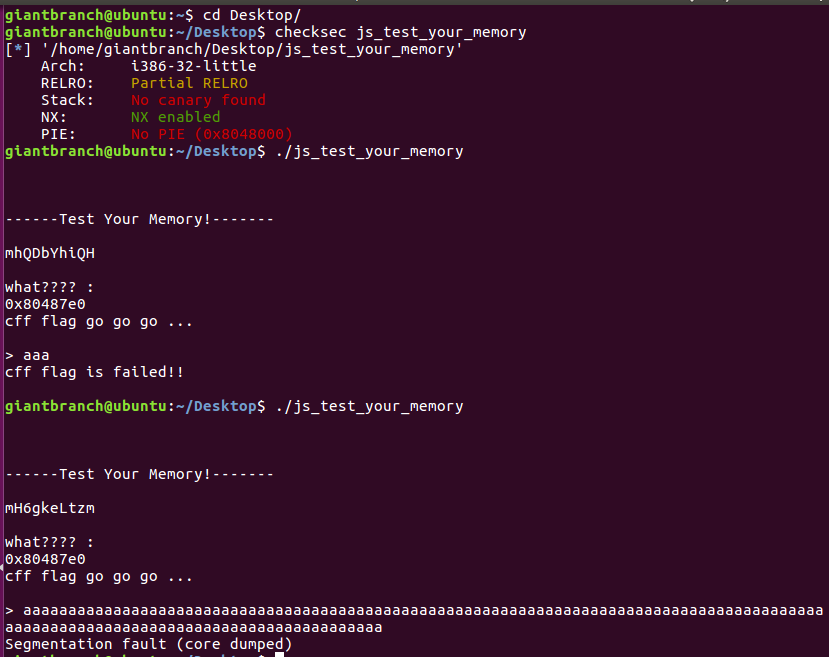 giantbranch@ubuntu:~$ cd Desktop/
giantbranch@ubuntu:~/Desktop$ checksec js_test_your_memory
[*] '/home/giantbranch/Desktop/js_test_your_memory'
    Arch:     i386-32-little
    RELRO:    Partial RELRO
    Stack:    No canary found
    NX:       NX enabled
    PIE:      No PIE (0x8048000)
giantbranch@ubuntu:~/Desktop$ ./js_test_your_memory
------Test Your Memory!-------
mhQDbYhiQH
what???? :
0x80487e0
cff flag go go go ...
> aaa
cff flag is failed!!
giantbranch@ubuntu:~/Desktop$ ./js_test_your_memory
------Test Your Memory!-------
mH6gkeLtzm
what???? :
0x80487e0
cff flag go go go ...
> aaaaaaaaaaaaaaaaaaaaaaaaaaaaaaaaaaaaaaaaaaaaaaaaaaaaaaaaaaaaaaaaaaaaaaaaaaaaaaaaaaaaaaaaa
aaaaaaaaaaaaaaaaaaaaaaaaaaaaaaaaaaaaaaaaaa
Segmentation fault (core dumped)